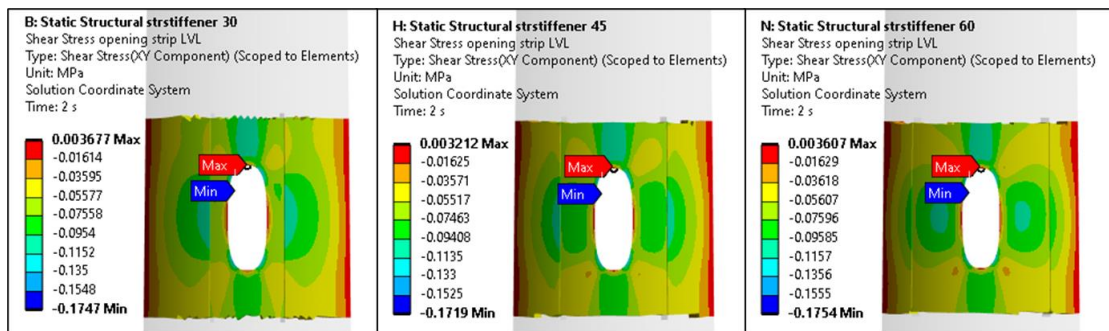 B: Static Structural strstiffener 30
Shear Stress opening strip LVL
Type: Shear Stress(XY Component) (Scoped to Elements)
Unit: MPa
Solution Coordinate System
Time: 2 s
0.003677 Max
-0.01614
-0.03595
-0.05577
-0.07558
-0.0954
-0.1152
-0.135
-0.1548
-0.1747 Min
Max
Min
H: Static Structural strstiffener 45
Shear Stress opening strip LVL
Type: Shear Stress(XY Component) (Scoped to Elements)
Unit: MPa
Solution Coordinate System
Time: 2 s
0.003212 Max
-0.01625
-0.03571
-0.05517
-0.07463
-0.09408
-0.1135
-0.133
-0.1525
-0.1719 Min
Max
Min
N: Static Structural strstiffener 60
Shear Stress opening strip LVL
Type: Shear Stress(XY Component) (Scoped to Elements)
Unit: MPa
Solution Coordinate System
Time: 2 s
0.003607 Max
-0.01629
-0.03618
-0.05607
-0.07596
-0.09585
-0.1157
-0.1356
-0.1555
-0.1754 Min
Max
Min